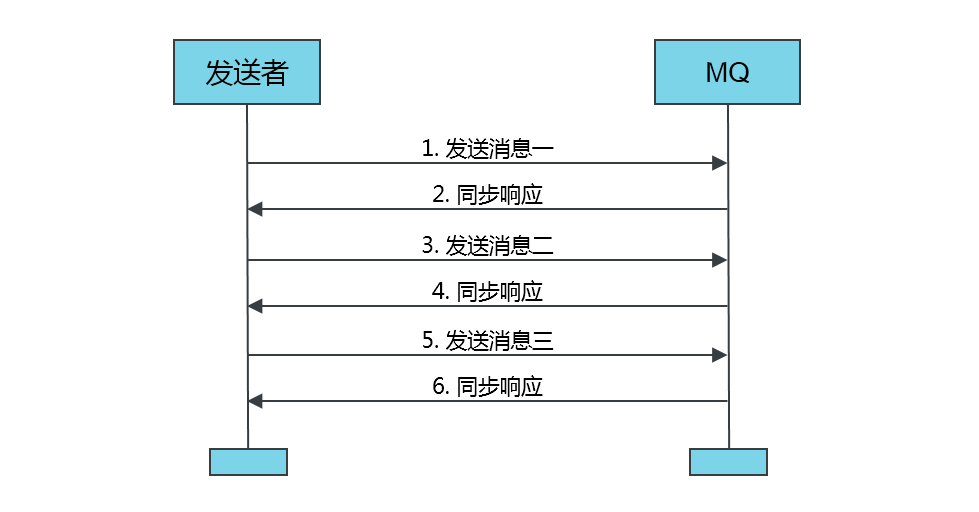 发送者
MQ
1. 发送消息一
2. 同步响应
3. 发送消息二
4. 同步响应
5. 发送消息三
6. 同步响应